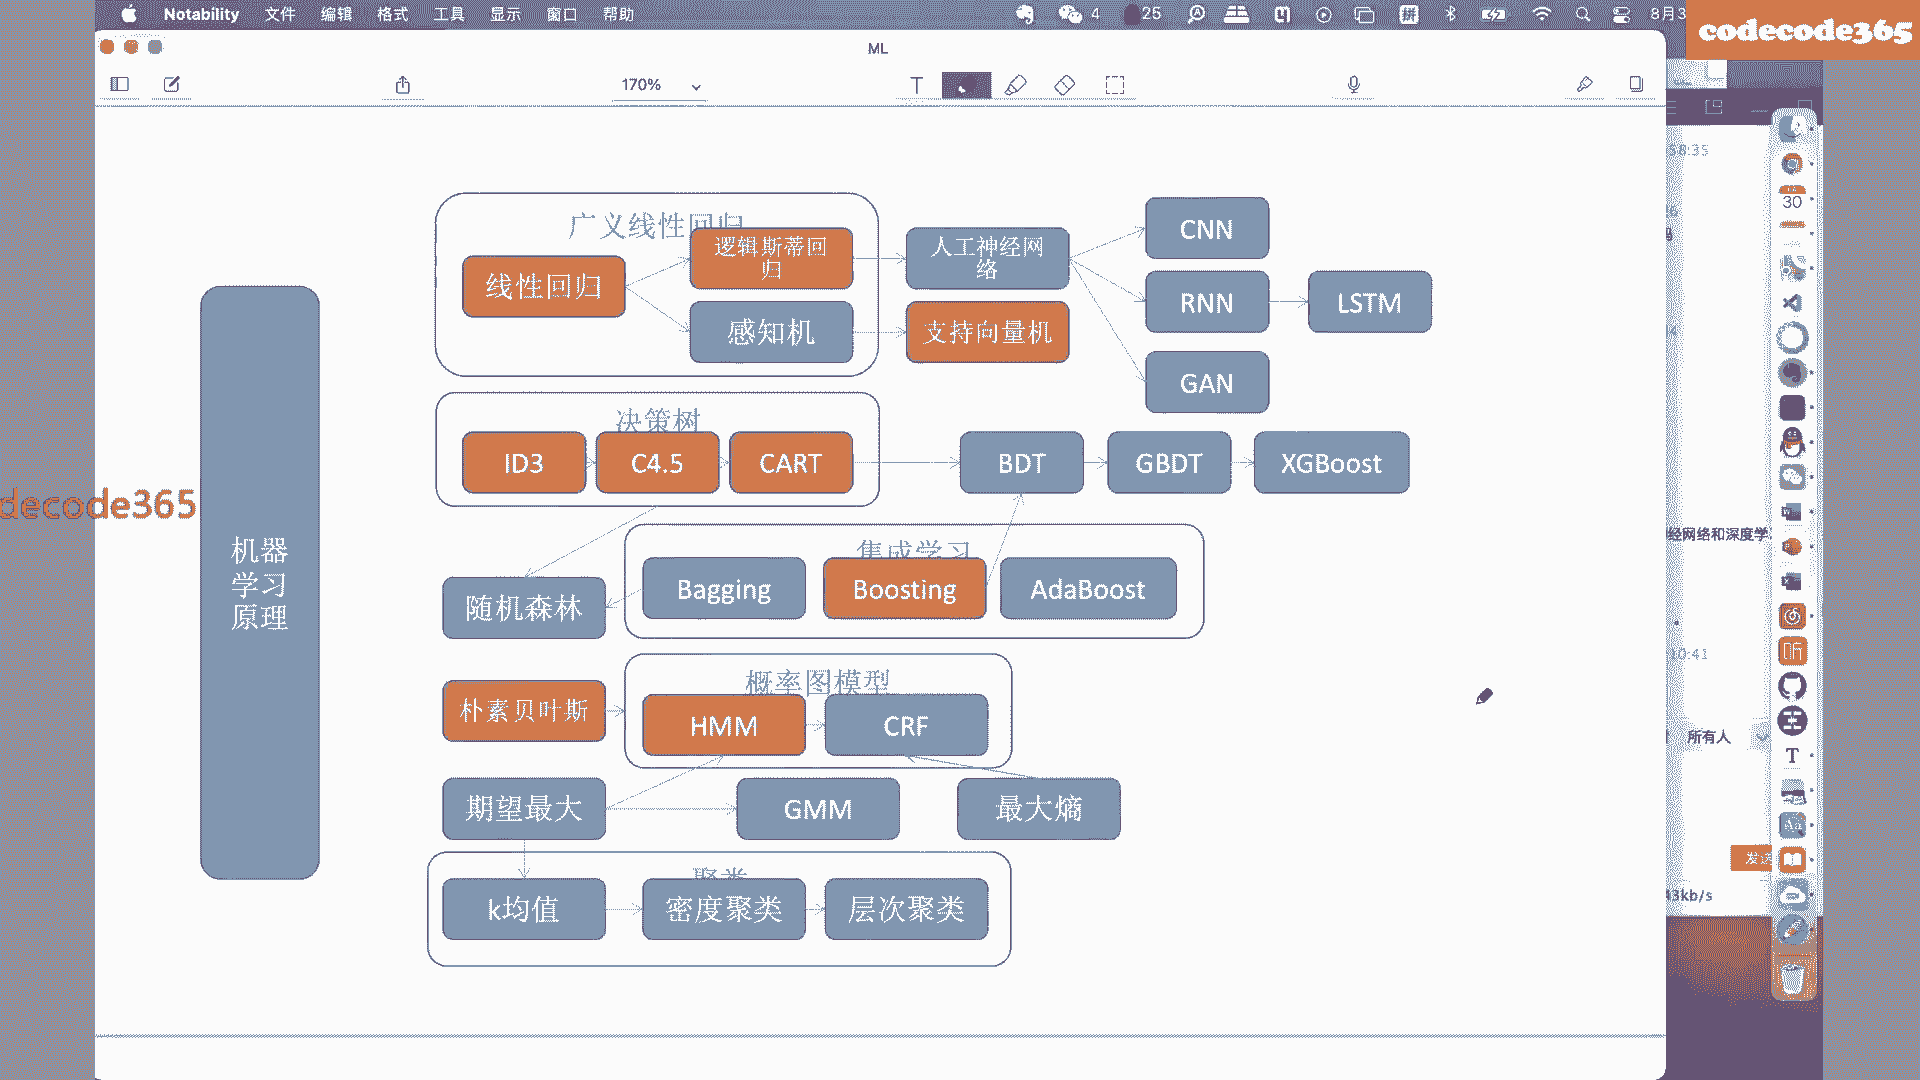 Notability 文件 编辑 格式 工具 显示 窗口 帮助
4
25
拼
8月3
codecode365
ML
170%
T
58:35
30
广义线性回归
线性回归
逻辑斯蒂回
归
感知机
人工神经网
络
支持向量机
CNN
RNN
LSTM
GAN
决策树
ID3
C4.5
CART
BDT
GBDT
XGBoost
decode365
集成学习
Bagging
Boosting
AdaBoost
随机森林
机器
学习
原理
经网络和深度学
10:41
概率图模型
朴素贝叶斯
HMM
CRF
所有人
T
期望最大
GMM
最大熵
Aa
发送
聚类
k均值
密度聚类
层次聚类
43kb/s